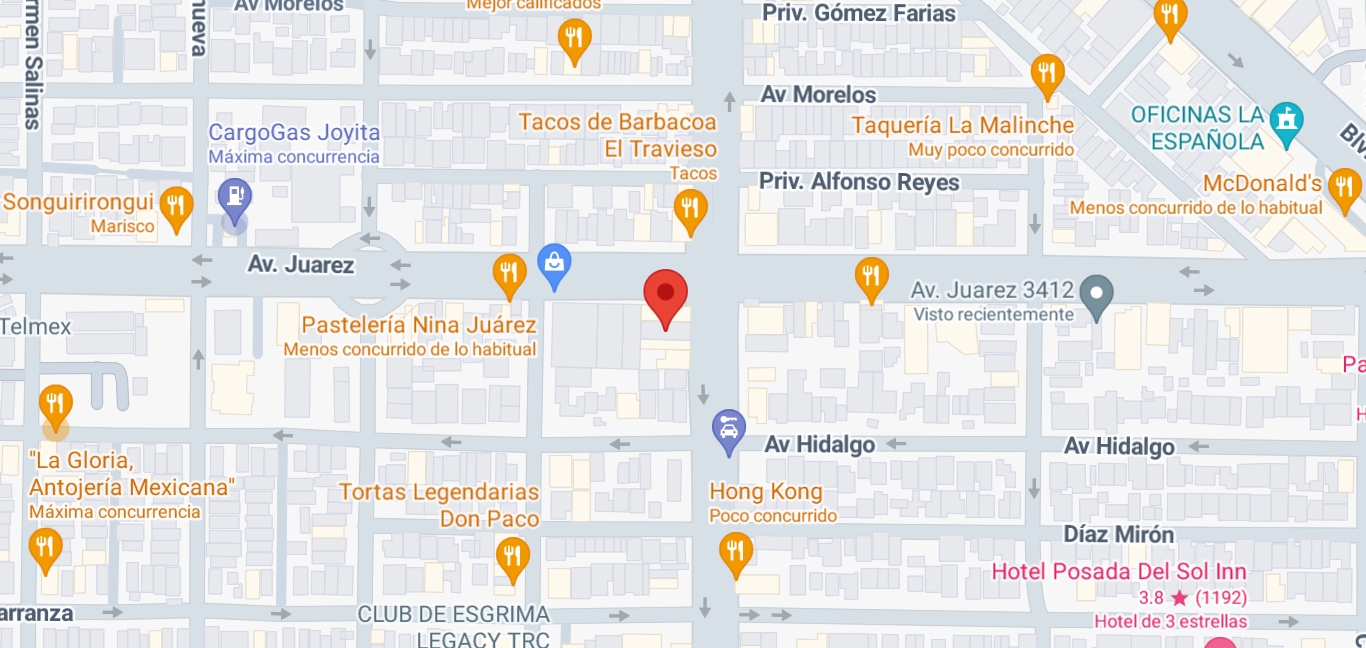 Av Morelos
Mejor calificados
Priv. Gómez Farias
rmen Salinas
nueva
Av Morelos
CargoGas Joyita
Máxima concurrencia
Tacos de Barbacoa
El Travieso
Tacos
Taquería La Malinche
Muy poco concurrido
OFICINAS LA
ESPAÑOLA
Blv
Songuirirongui
Marisco
Priv. Alfonso Reyes
McDonald's
Menos concurrido de lo habitual
Av. Juarez
Av. Juarez 3412
Visto recientemente
Telmex
Pastelería Nina Juárez
Menos concurrido de lo habitual
Pa
H
Av Hidalgo
Av Hidalgo
"La Gloria,
Antojería Mexicana"
Máxima concurrencia
Tortas Legendarias
Don Paco
Hong Kong
Poco concurrido
Díaz Mirón
Hotel Posada Del Sol Inn
3.8 ★ (1192)
Hotel de 3 estrellas
arranza
CLUB DE ESGRIMA
LEGACY TRC